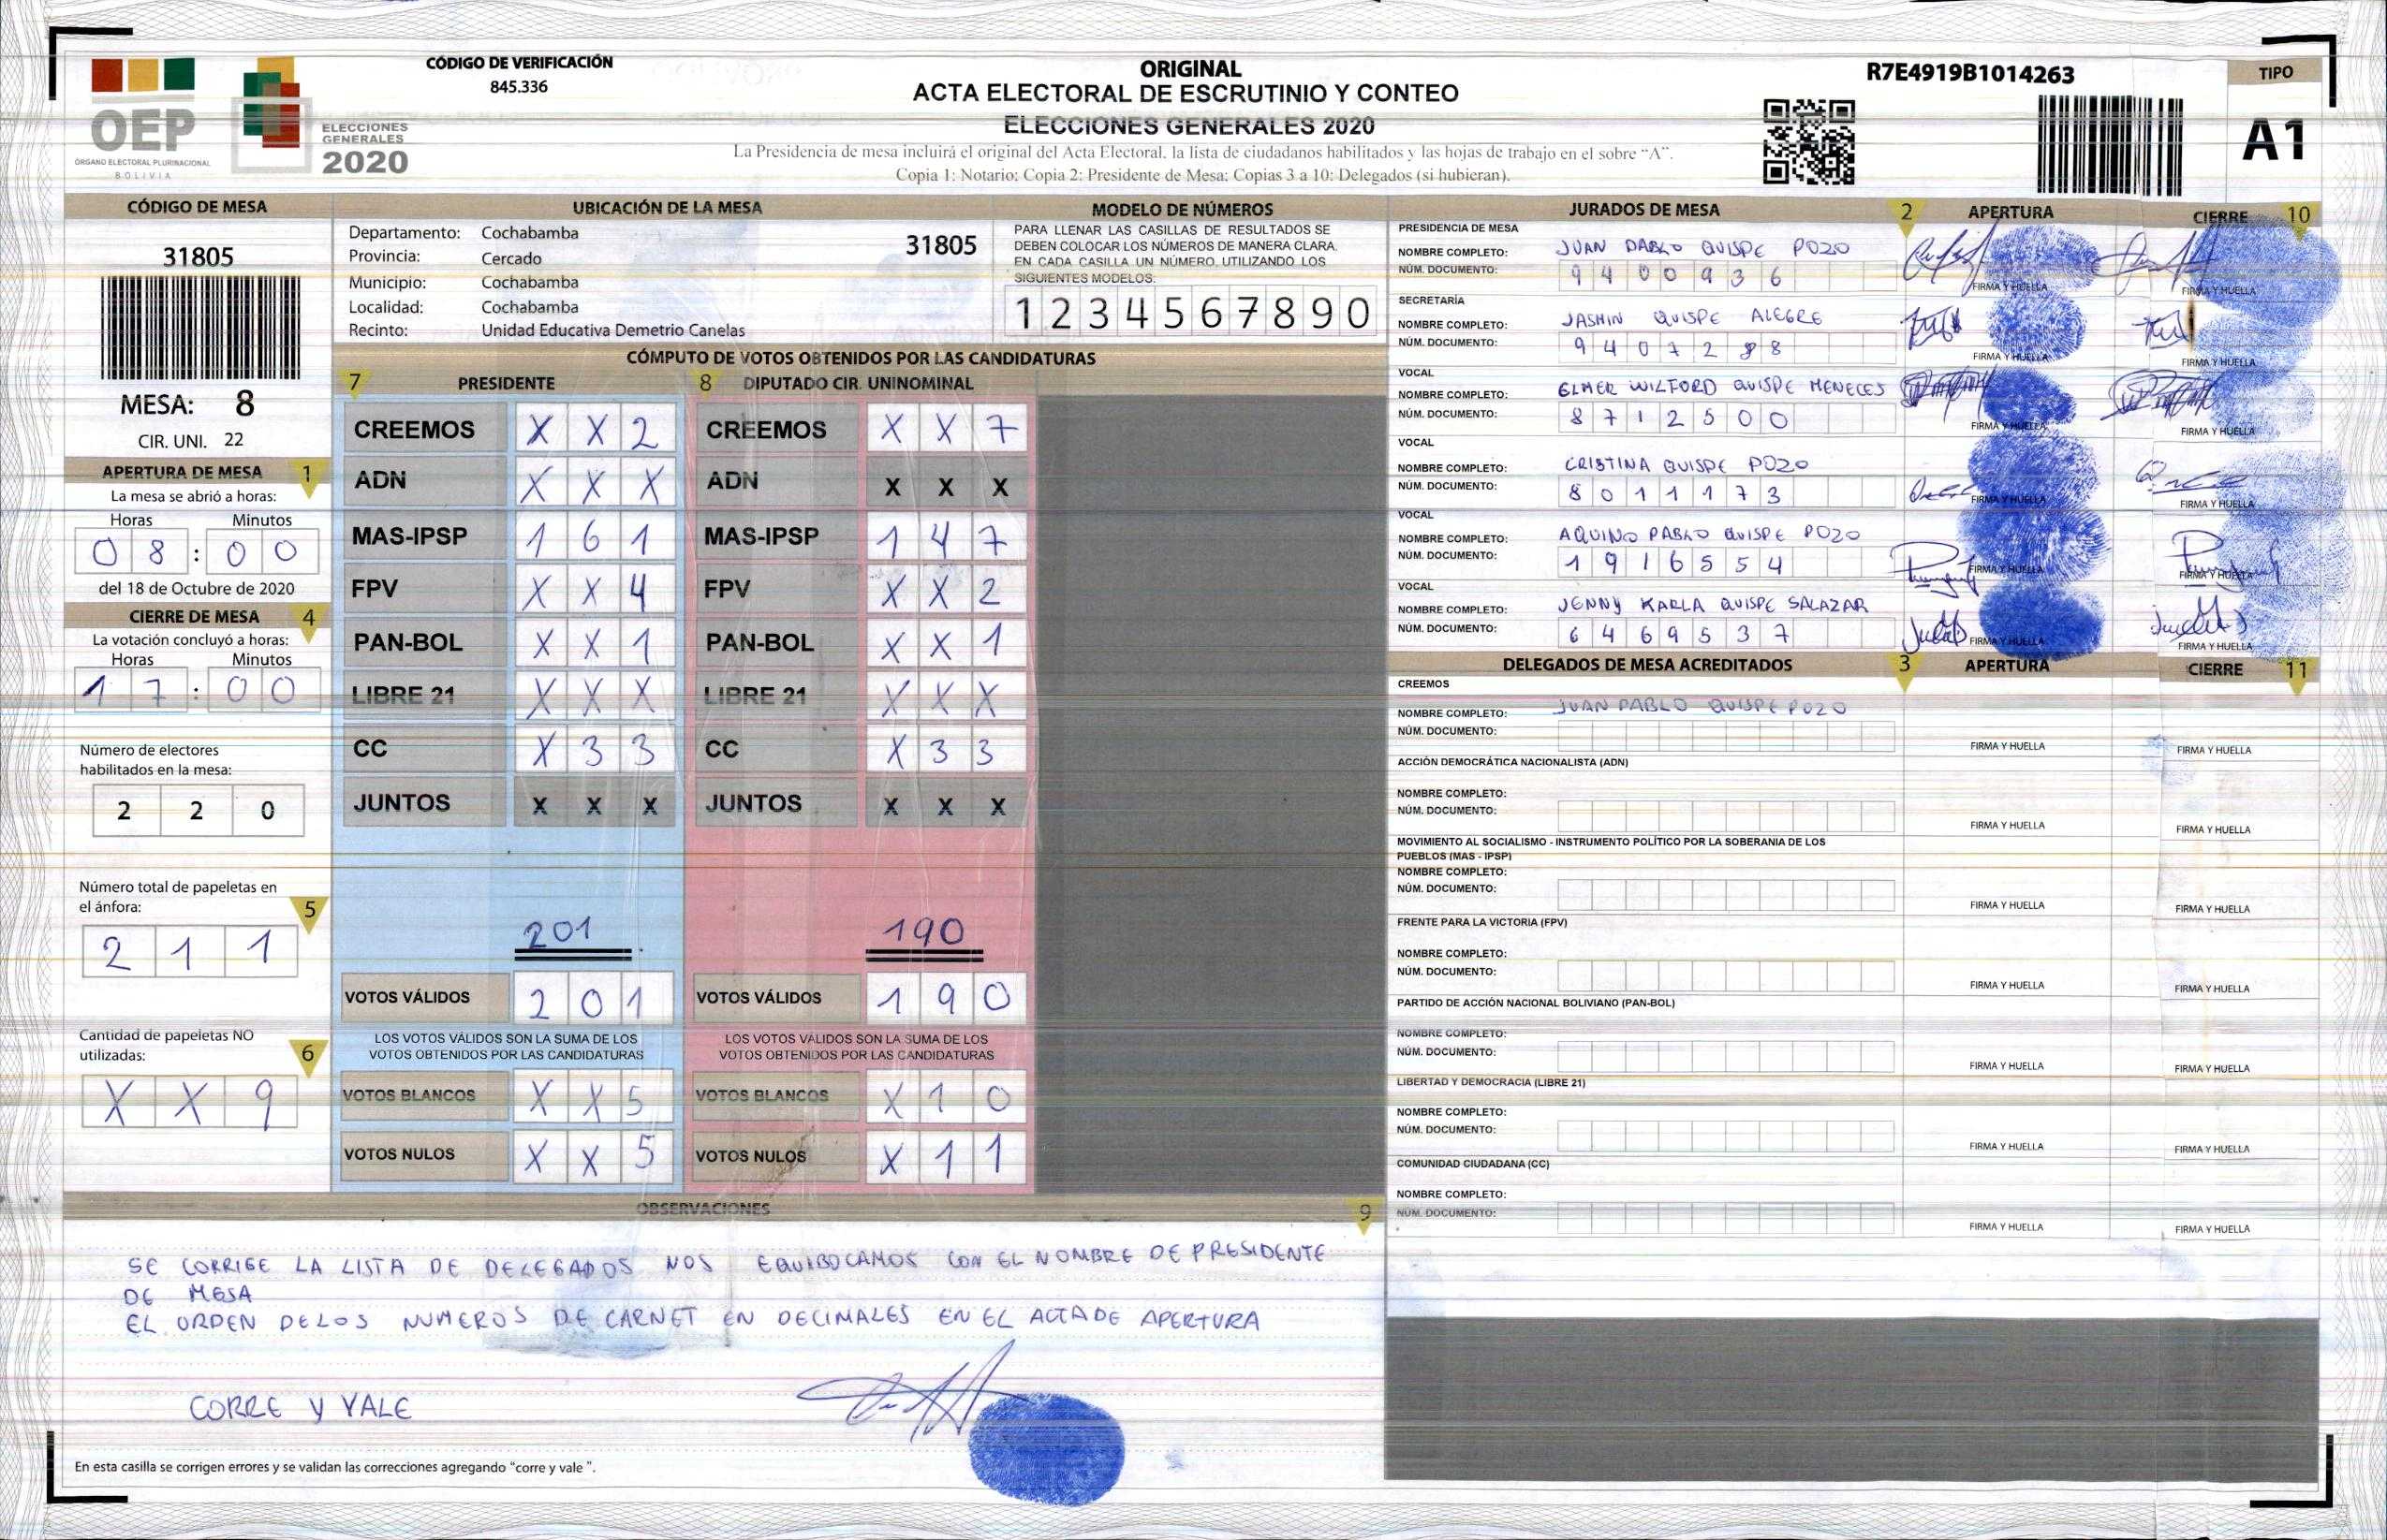 CÓDIGO DE VERIFICACIÓN
845.336
OEP
ÓRGANO ELECTORAL PLURINACIONAL
BOLIVIA
ELECCIONES
GENERALES
2020
ORIGINAL
ACTA ELECTORAL DE ESCRUTINIO Y CONTEO
ELECCIONES GENERALES 2020
La Presidencia de mesa incluirá el original del Acta Electoral, la lista de ciudadanos habilitados y las hojas de trabajo en el sobre “A”.
Copia 1: Notario; Copia 2: Presidente de Mesa; Copias 3 a 10: Delegados (si hubieran).
R7E4919B1014263
TIPO
A1
CÓDIGO DE MESA
31805
MESA: 8
CIR. UNI. 22
APERTURA DE MESA 1
La mesa se abrió a horas:
Horas Minutos
0 8 : 0 0
del 18 de Octubre de 2020
CIERRE DE MESA 4
La votación concluyó a horas:
Horas Minutos
1 7 : 0 0
Número de electores
habilitados en la mesa:
2 2 0
Número total de papeletas en
el ánfora: 5
2 1 1
Cantidad de papeletas NO
utilizadas: 6
X X 9
UBICACIÓN DE LA MESA
Departamento: Cochabamba
31805
Provincia: Cercado
Municipio: Cochabamba
Localidad: Cochabamba
Recinto: Unidad Educativa Demetrio Canelas
MODELO DE NÚMEROS
PARA LLENAR LAS CASILLAS DE RESULTADOS SE
DEBEN COLOCAR LOS NÚMEROS DE MANERA CLARA.
EN CADA CASILLA UN NÚMERO, UTILIZANDO LOS
SIGUIENTES MODELOS:
1 2 3 4 5 6 7 8 9 0
CÓMPUTO DE VOTOS OBTENIDOS POR LAS CANDIDATURAS
7 PRESIDENTE 8 DIPUTADO CIR. UNINOMINAL
CREEMOS X X 2 CREEMOS X X 7
ADN X X X ADN X X X
MAS-IPSP 1 6 1 MAS-IPSP 1 4 7
FPV X X 4 FPV X X 2
PAN-BOL X X 1 PAN-BOL X X 1
LIBRE 21 X X X LIBRE 21 X X X
CC X 3 3 CC X 3 3
JUNTOS X X X JUNTOS X X X
201 190
VOTOS VÁLIDOS 2 0 1 VOTOS VÁLIDOS 1 9 0
LOS VOTOS VÁLIDOS SON LA SUMA DE LOS LOS VOTOS VÁLIDOS SON LA SUMA DE LOS
VOTOS OBTENIDOS POR LAS CANDIDATURAS VOTOS OBTENIDOS POR LAS CANDIDATURAS
VOTOS BLANCOS X X 5 VOTOS BLANCOS X 1 0
VOTOS NULOS X X 5 VOTOS NULOS X 1 1
JURADOS DE MESA 2 APERTURA CIERRE 10
PRESIDENCIA DE MESA
NOMBRE COMPLETO: JUAN PABLO QUISPE POZO
NÚM. DOCUMENTO: 9 4 0 0 9 3 6
FIRMA Y HUELLA FIRMA Y HUELLA
SECRETARÍA
NOMBRE COMPLETO: JASMIN QUISPE ALEGRE
NÚM. DOCUMENTO: 9 4 0 7 2 8 8
FIRMA Y HUELLA FIRMA Y HUELLA
VOCAL
NOMBRE COMPLETO: ELMER WILFORD QUISPE MENECES
NÚM. DOCUMENTO: 8 7 1 2 5 0 0
FIRMA Y HUELLA FIRMA Y HUELLA
VOCAL
NOMBRE COMPLETO: CRISTINA QUISPE POZO
NÚM. DOCUMENTO: 8 0 1 1 1 7 3
FIRMA Y HUELLA FIRMA Y HUELLA
VOCAL
NOMBRE COMPLETO: AQUINO PABLO QUISPE POZO
NÚM. DOCUMENTO: 1 9 1 6 5 5 4
FIRMA Y HUELLA FIRMA Y HUELLA
VOCAL
NOMBRE COMPLETO: JENNY KARLA QUISPE SALAZAR
NÚM. DOCUMENTO: 6 4 6 9 5 3 7
FIRMA Y HUELLA FIRMA Y HUELLA
DELEGADOS DE MESA ACREDITADOS 3 APERTURA CIERRE 11
CREEMOS
NOMBRE COMPLETO: JUAN PABLO QUISPE POZO
NÚM. DOCUMENTO:
FIRMA Y HUELLA FIRMA Y HUELLA
ACCIÓN DEMOCRÁTICA NACIONALISTA (ADN)
NOMBRE COMPLETO:
NÚM. DOCUMENTO:
FIRMA Y HUELLA FIRMA Y HUELLA
MOVIMIENTO AL SOCIALISMO - INSTRUMENTO POLÍTICO POR LA SOBERANIA DE LOS
PUEBLOS (MAS - IPSP)
NOMBRE COMPLETO:
NÚM. DOCUMENTO:
FIRMA Y HUELLA FIRMA Y HUELLA
FRENTE PARA LA VICTORIA (FPV)
NOMBRE COMPLETO:
NÚM. DOCUMENTO:
FIRMA Y HUELLA FIRMA Y HUELLA
PARTIDO DE ACCIÓN NACIONAL BOLIVIANO (PAN-BOL)
NOMBRE COMPLETO:
NÚM. DOCUMENTO:
FIRMA Y HUELLA FIRMA Y HUELLA
LIBERTAD Y DEMOCRACIA (LIBRE 21)
NOMBRE COMPLETO:
NÚM. DOCUMENTO:
FIRMA Y HUELLA FIRMA Y HUELLA
COMUNIDAD CIUDADANA (CC)
NOMBRE COMPLETO:
NÚM. DOCUMENTO:
FIRMA Y HUELLA FIRMA Y HUELLA
OBSERVACIONES 9
SE CORRIGE LA LISTA DE DELEGADOS NOS EQUIBOCAMOS CON EL NOMBRE DE PRESIDENTE
DE MESA
EL ORDEN DE LOS NUMEROS DE CARNET EN DECIMALES EN EL ACTA DE APERTURA
CORRE Y VALE
En esta casilla se corrigen errores y se validan las correcciones agregando “corre y vale ”.